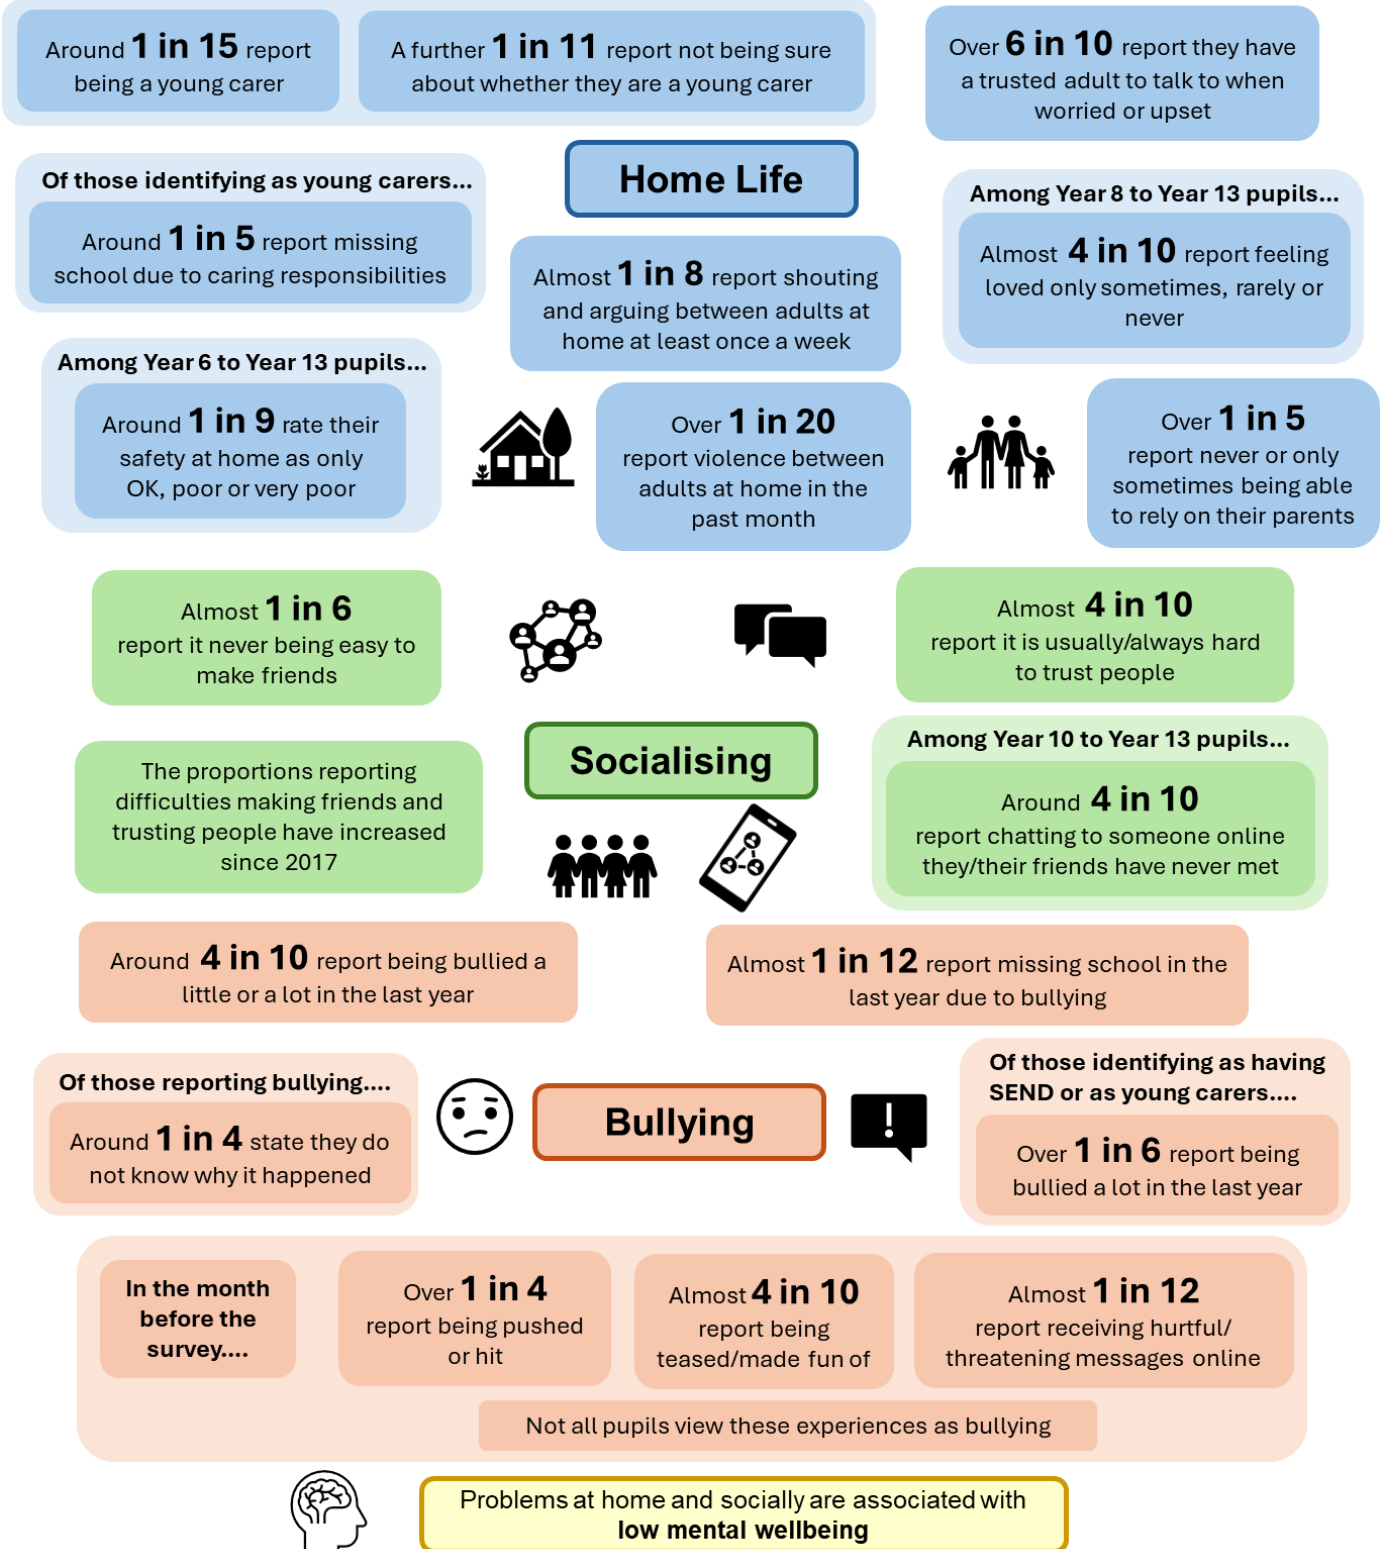 Around 1 in 15 report
being a young carer
A further 1 in 11 report not being sure
about whether they are a young carer
Over 6 in 10 report they have
a trusted adult to talk to when
worried or upset
Home Life
Of those identifying as young carers...
Around 1 in 5 report missing
school due to caring responsibilities
Almost 1 in 8 report shouting
and arguing between adults at
home at least once a week
Among Year 8 to Year 13 pupils...
Almost 4 in 10 report feeling
loved only sometimes, rarely or
never
Among Year 6 to Year 13 pupils...
Around 1 in 9 rate their
safety at home as only
OK, poor or very poor
Over 1 in 20
report violence between
adults at home in the
past month
Over 1 in 5
report never or only
sometimes being able
to rely on their parents
Almost 1 in 6
report it never being easy to
make friends
Almost 4 in 10
report it is usually/always hard
to trust people
Socialising
The proportions reporting
difficulties making friends and
trusting people have increased
since 2017
Among Year 10 to Year 13 pupils...
Around 4 in 10
report chatting to someone online
they/their friends have never met
Around 4 in 10 report being bullied a
little or a lot in the last year
Almost 1 in 12 report missing school in the
last year due to bullying
Of those reporting bullying....
Around 1 in 4 state they do
not know why it happened
Bullying
!
Of those identifying as having
SEND or as young carers....
Over 1 in 6 report being
bullied a lot in the last year
In the month
before the
survey....
Over 1 in 4
report being pushed
or hit
Almost 4 in 10
report being
teased/made fun of
Almost 1 in 12
report receiving hurtful/
threatening messages online
Not all pupils view these experiences as bullying
Problems at home and socially are associated with
low mental wellbeing